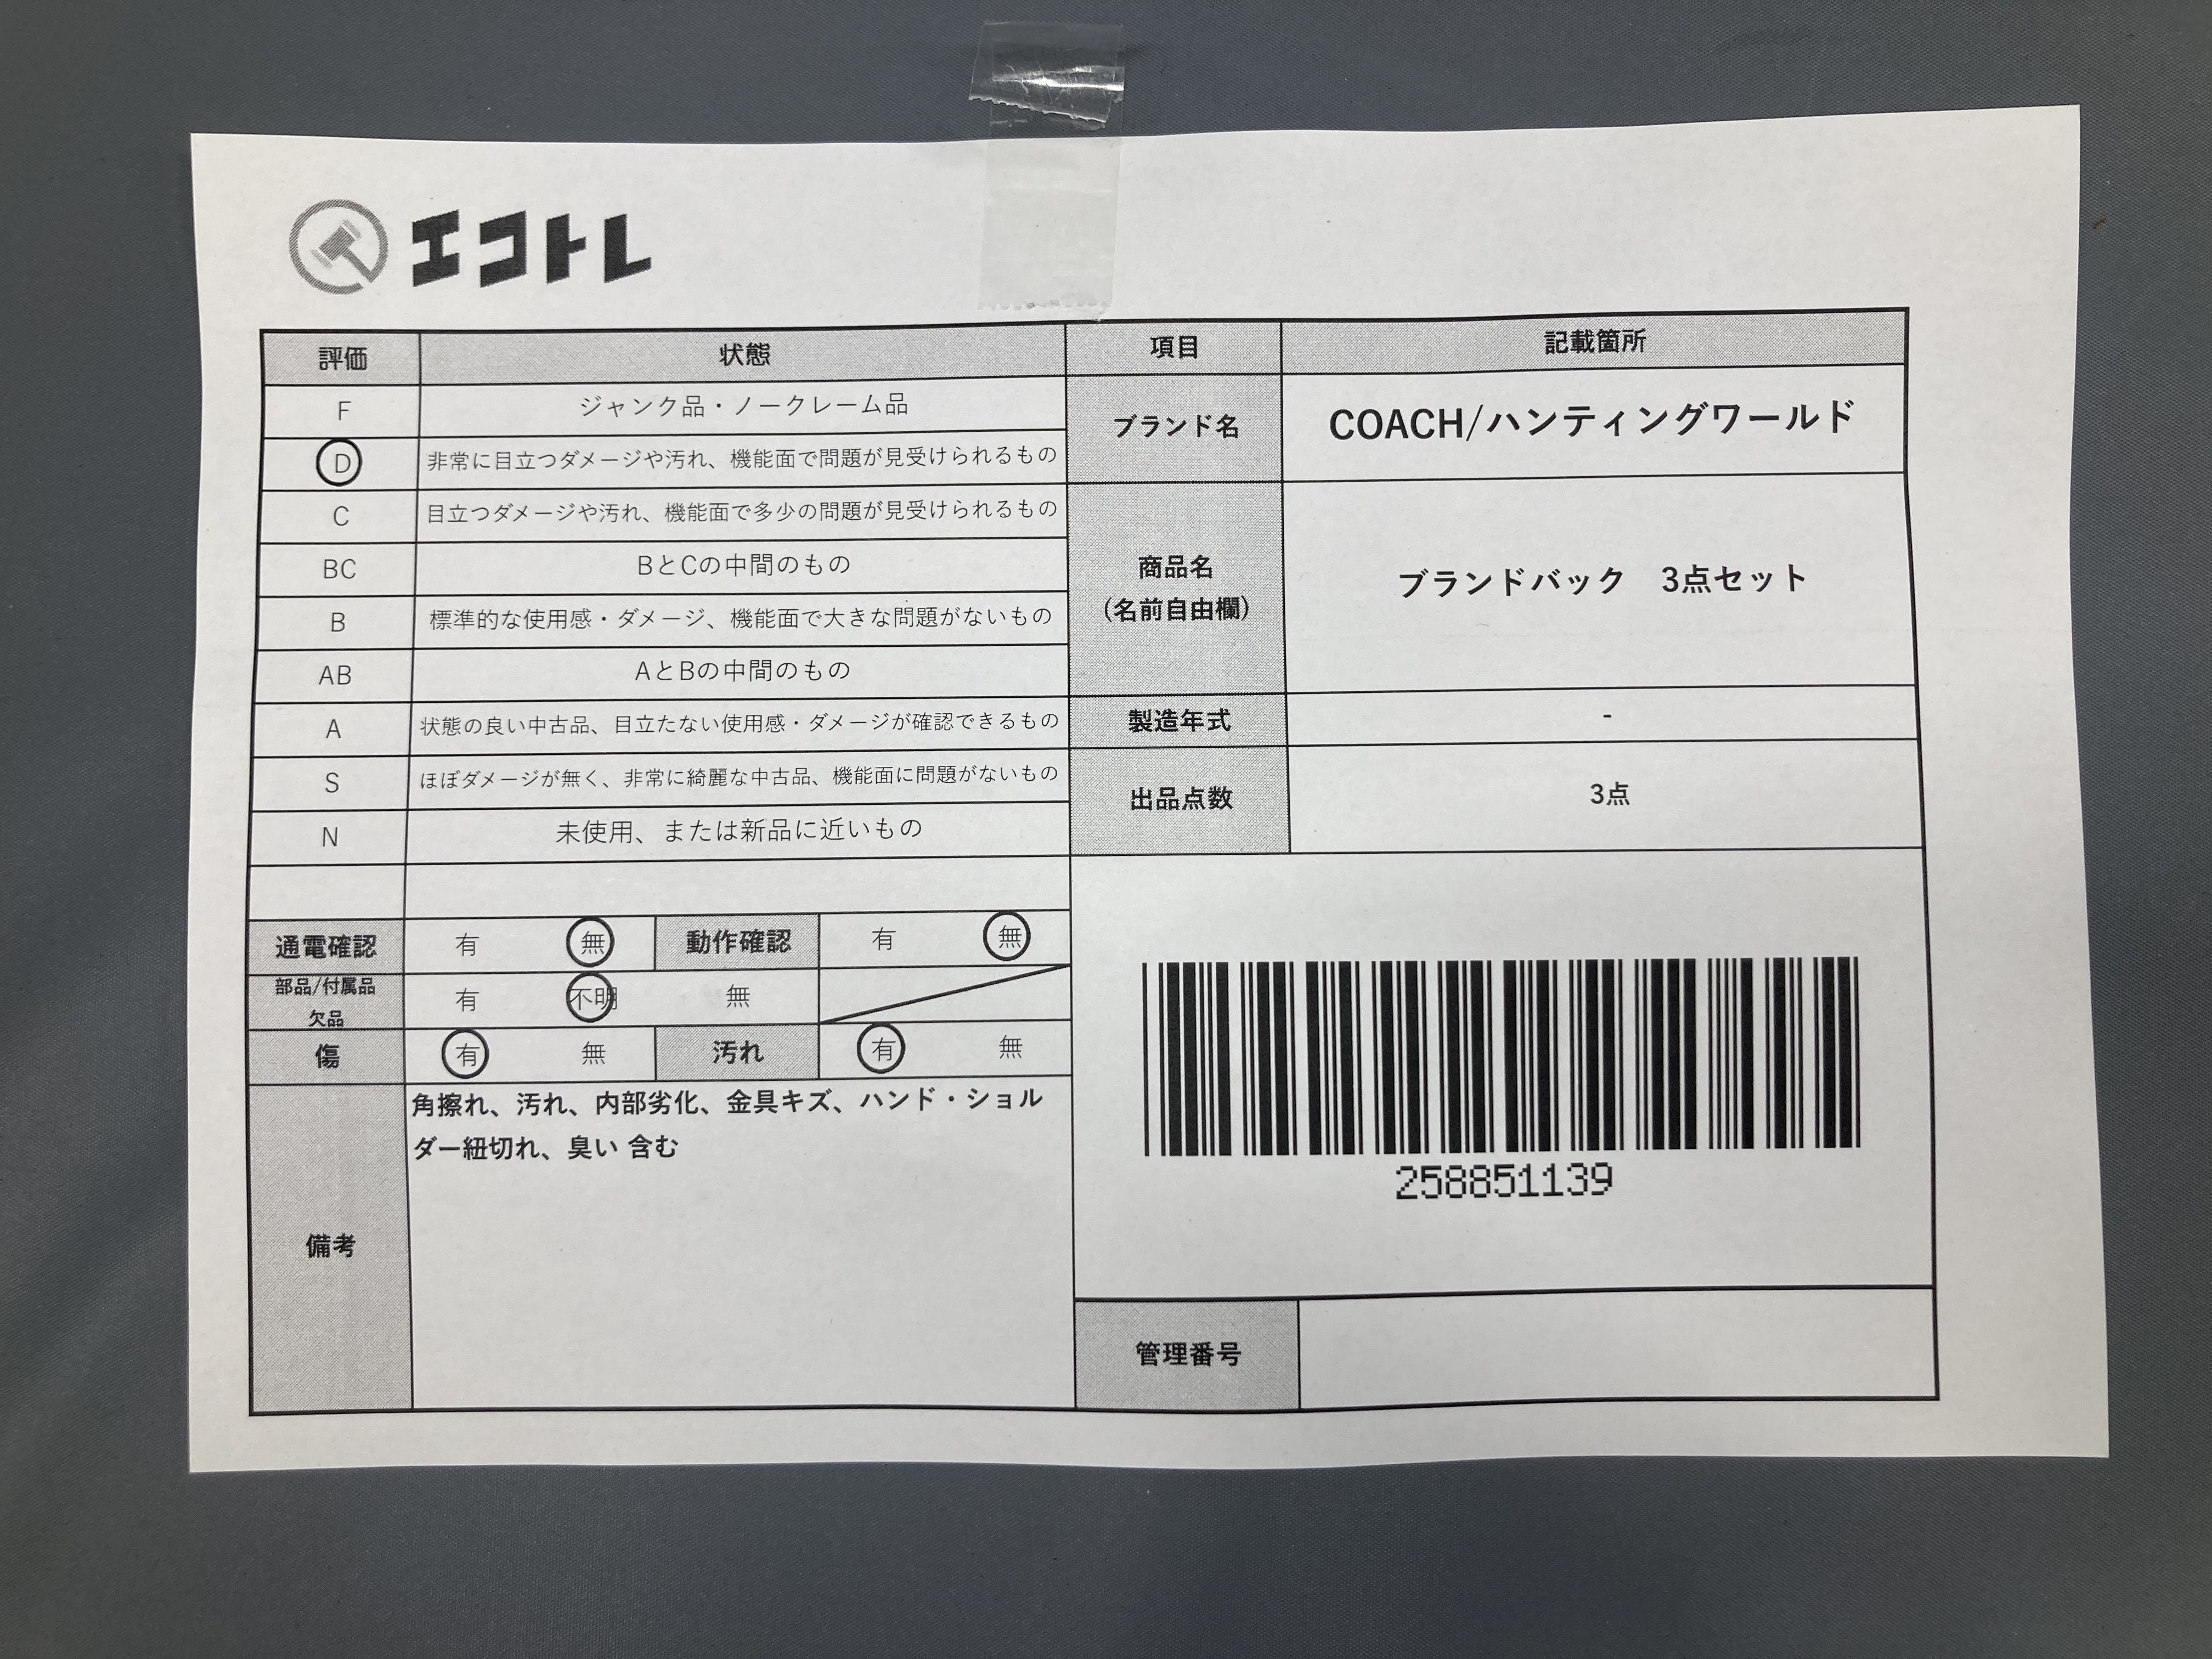 エコトレ
評価 状態 項目 記載箇所
F ジャンク品・ノークレーム品
D 非常に目立つダメージや汚れ、機能面で問題が見受けられるもの
ブランド名 COACH/ハンティングワールド
C 目立つダメージや汚れ、機能面で多少の問題が見受けられるもの
BC BとCの中間のもの
B 標準的な使用感・ダメージ、機能面で大きな問題がないもの
AB AとBの中間のもの
商品名
(名前自由欄)
ブランドバック 3点セット
A 状態の良い中古品、目立たない使用感・ダメージが確認できるもの
製造年式 -
S ほぼダメージが無く、非常に綺麗な中古品、機能面に問題がないもの
N 未使用、または新品に近いもの
出品点数 3点
通電確認 有 無 動作確認 有 無
部品/付属品
欠品
有 不明 無
傷 有 無 汚れ 有 無
備考
角擦れ、汚れ、内部劣化、金具キズ、ハンド・ショル
ダー紐切れ、臭い 含む
258851139
管理番号